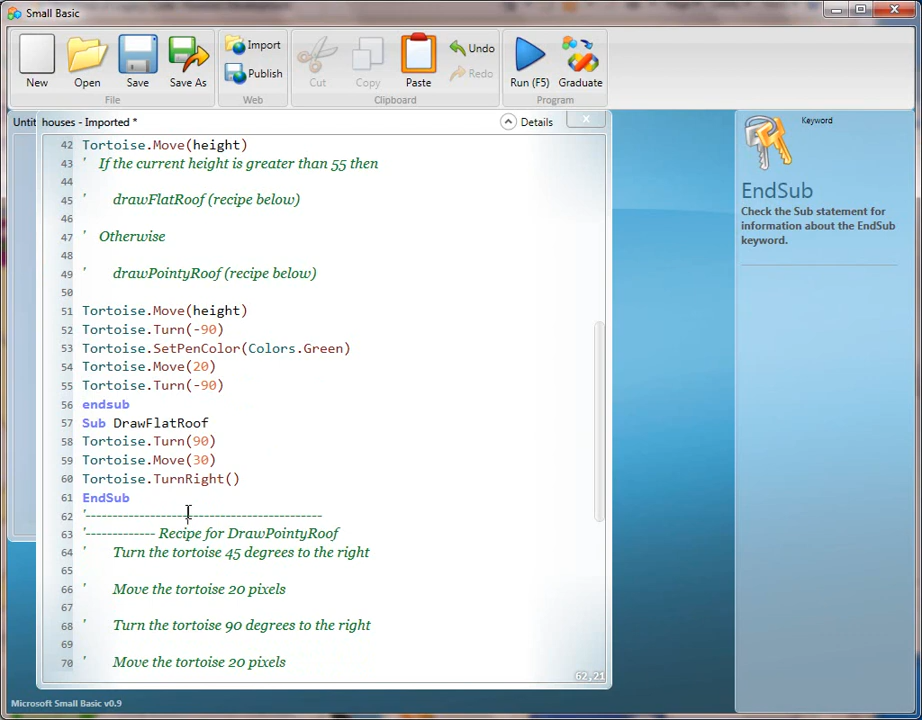 Small Basic
New
Open
Save
Save As
Import
Publish
Cut
Copy
Paste
Undo
Redo
Run (F5)
Graduate
File
Web
Clipboard
Program
Untit
houses - Imported *
Details
42 Tortoise.Move(height)
43 ' If the current height is greater than 55 then
44
45 ' drawFlatRoof (recipe below)
46
47 ' Otherwise
48
49 ' drawPointyRoof (recipe below)
50
51 Tortoise.Move(height)
52 Tortoise.Turn(-90)
53 Tortoise.SetPenColor(Colors.Green)
54 Tortoise.Move(20)
55 Tortoise.Turn(-90)
56 endsub
57 Sub DrawFlatRoof
58 Tortoise.Turn(90)
59 Tortoise.Move(30)
60 Tortoise.TurnRight()
61 EndSub
62 '-------------------------------------------
63 '------------- Recipe for DrawPointyRoof
64 ' Turn the tortoise 45 degrees to the right
65
66 ' Move the tortoise 20 pixels
67
68 ' Turn the tortoise 90 degrees to the right
69
70 ' Move the tortoise 20 pixels
62,21
Keyword
EndSub
Check the Sub statement for
information about the EndSub
keyword.
Microsoft Small Basic v0.9